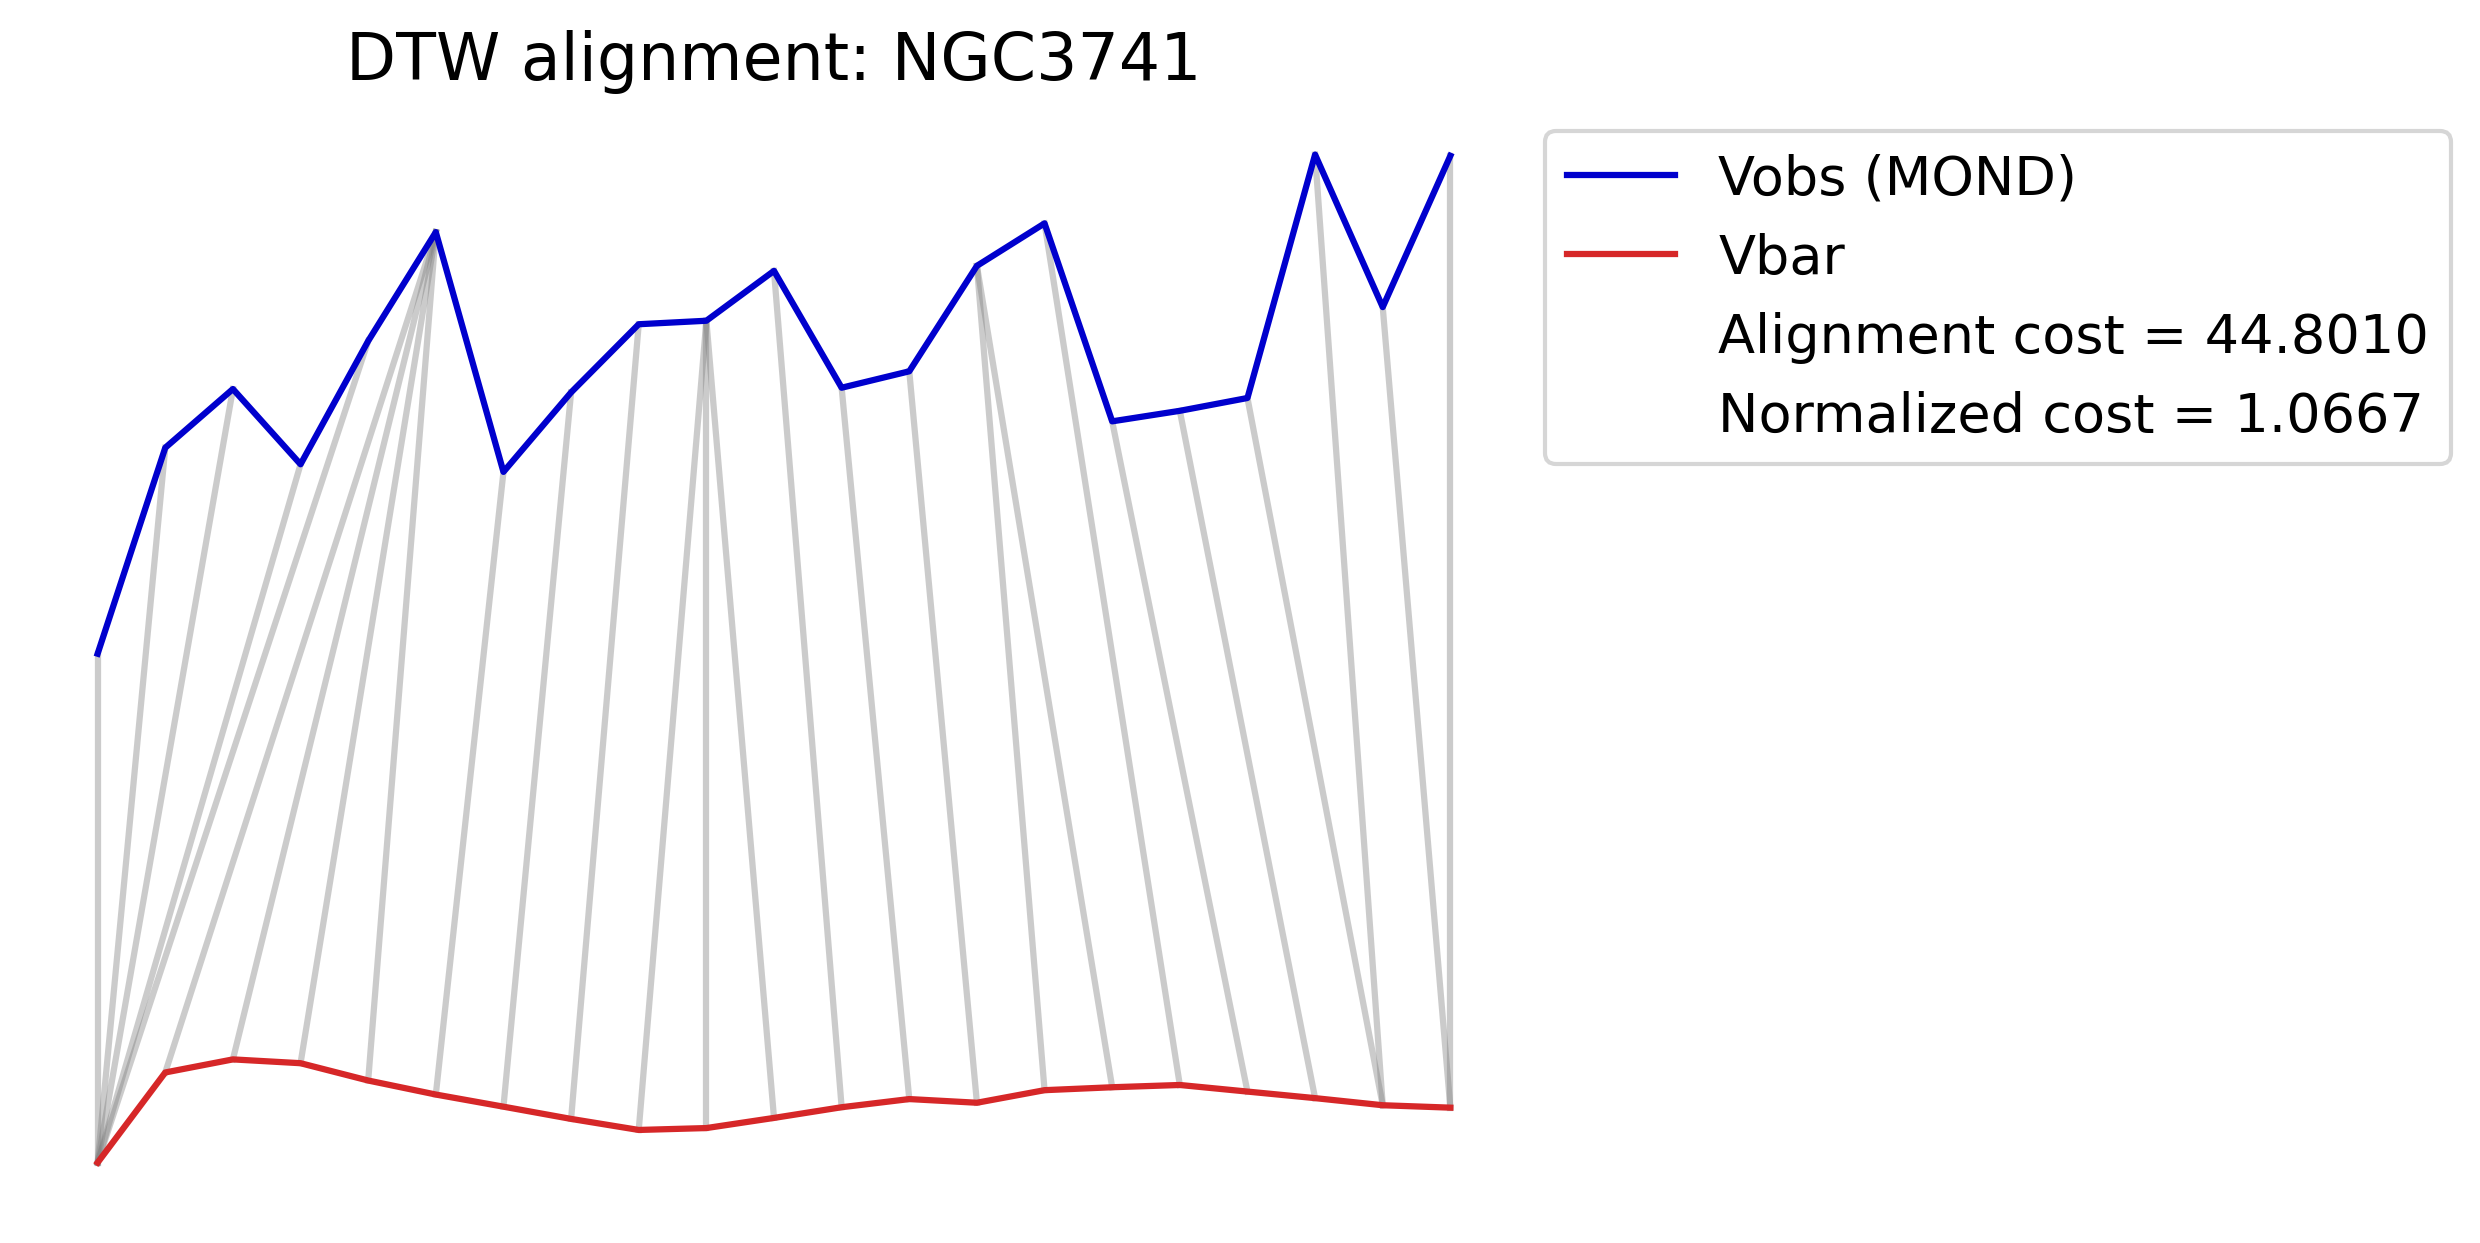 DTW alignment: NGC3741
Vobs (MOND)
Vbar
Alignment cost = 44.8010
Normalized cost = 1.0667